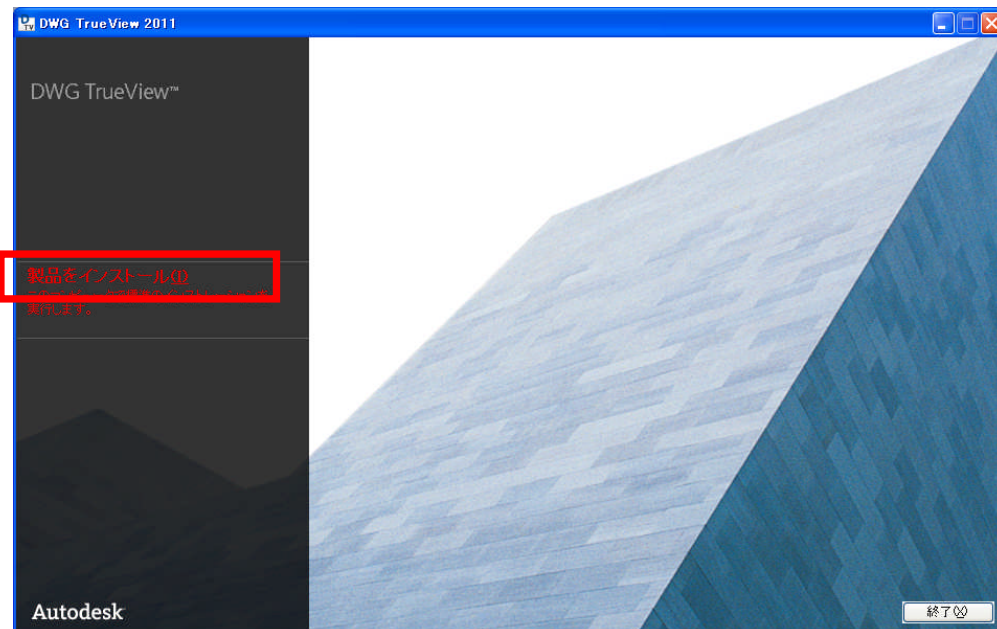 DWG TrueView 2011
DWG TrueView™
製品をインストール(I)
実行します。
Autodesk
終了(X)